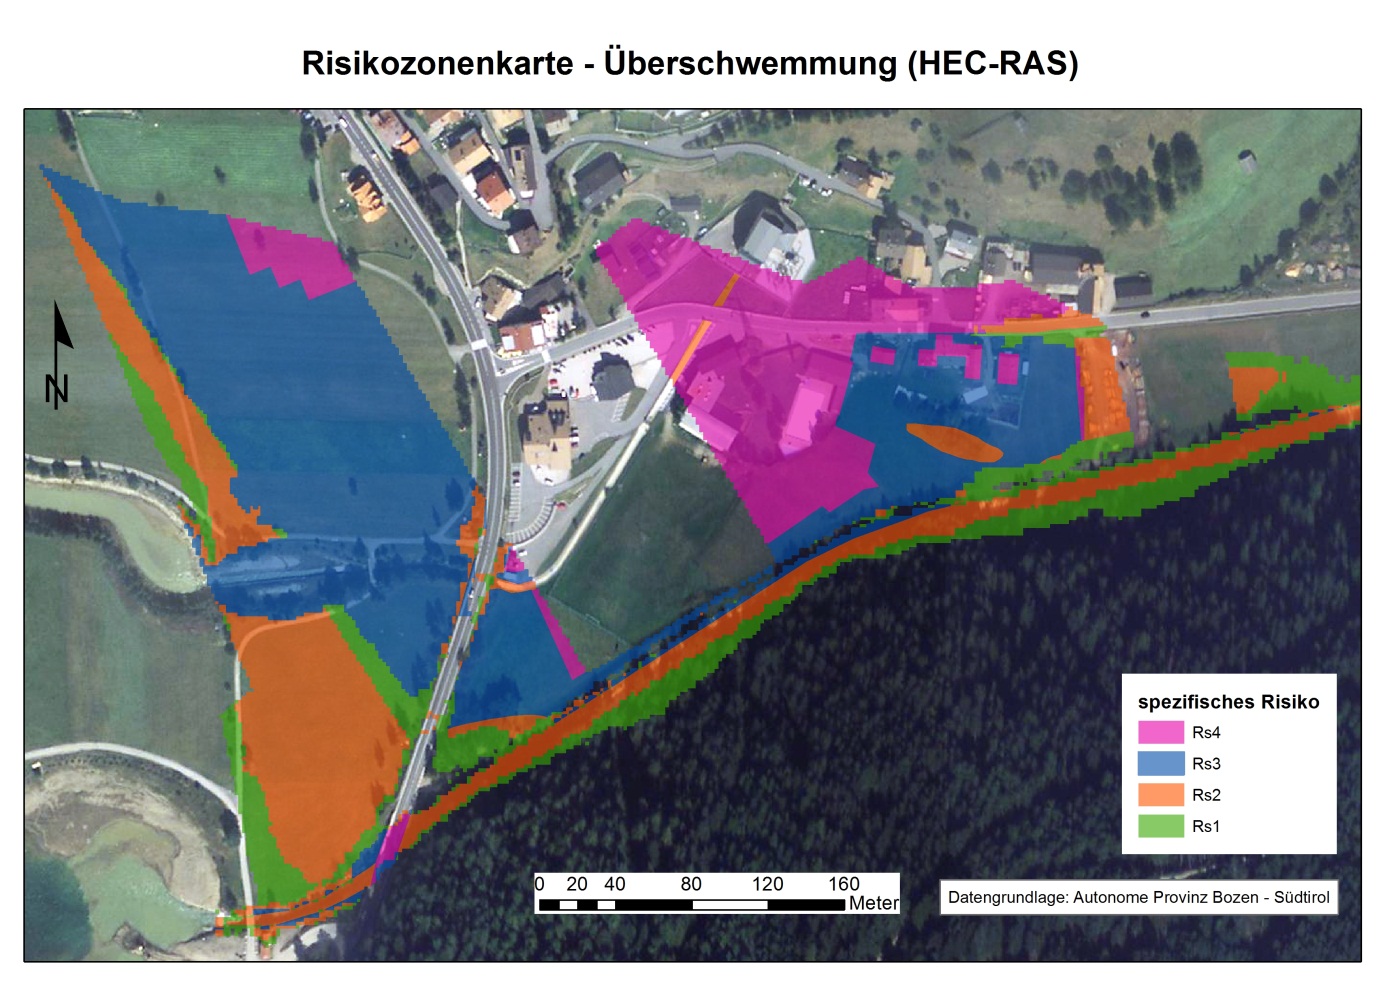 Risikozonenkarte - Überschwemmung (HEC-RAS)
N
spezifisches Risiko
Rs4
Rs3
Rs2
Rs1
0 20 40 80 120 160
Meter
Datengrundlage: Autonome Provinz Bozen - Südtirol